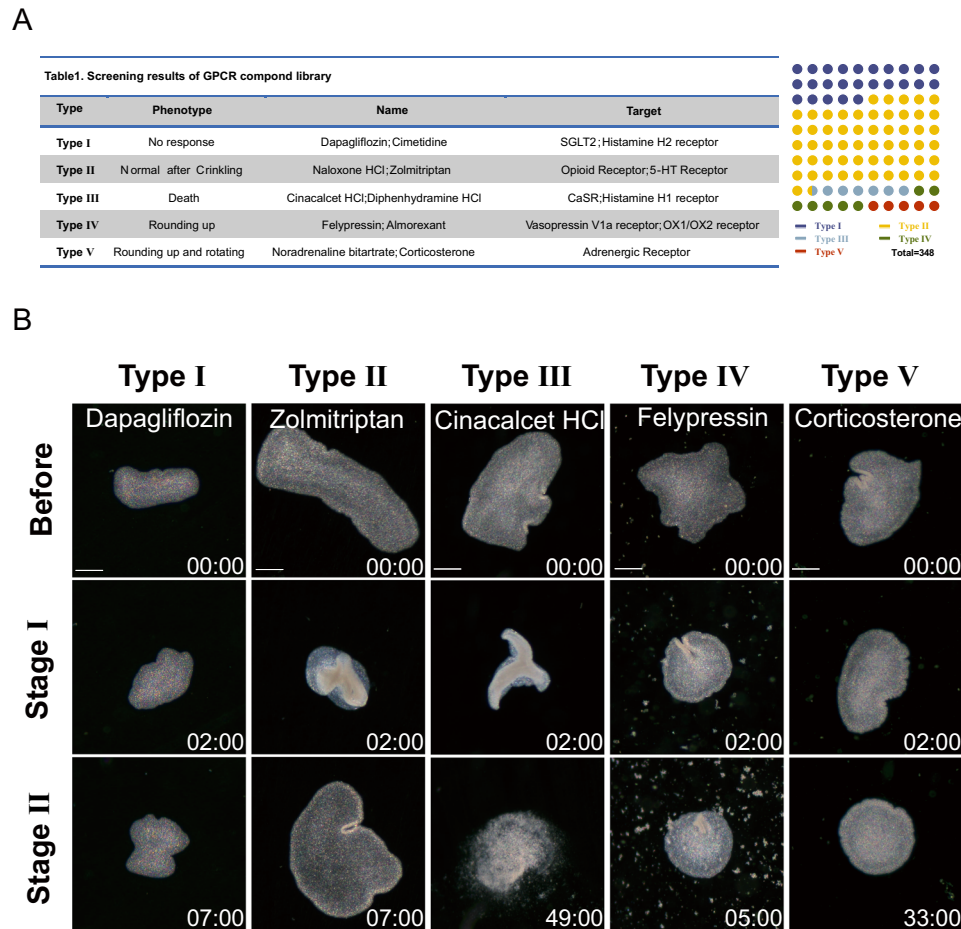 A
Table1. Screening results of GPCR compond library
Type Phenotype Name Target
Type I No response Dapagliflozin; Cimetidine SGLT2; Histamine H2 receptor
Type II Normal after Crinkling Naloxone HCl; Zolmitriptan Opioid Receptor; 5-HT Receptor
Type III Death Cinacalcet HCl; Diphenhydramine HCl CaSR; Histamine H1 receptor
Type IV Rounding up Felypressin; Almorexant Vasopressin V1a receptor; OX1/OX2 receptor
Type V Rounding up and rotating Noradrenaline bitartrate; Corticosterone Adrenergic Receptor
Type I Type II
Type III Type IV
Type V Total=348
B
Type I Type II Type III Type IV Type V
Dapagliflozin Zolmitriptan Cinacalcet HCl Felypressin Corticosterone
Before
00:00 00:00 00:00 00:00 00:00
Stage I
02:00 02:00 02:00 02:00 02:00
Stage II
07:00 07:00 49:00 05:00 33:00